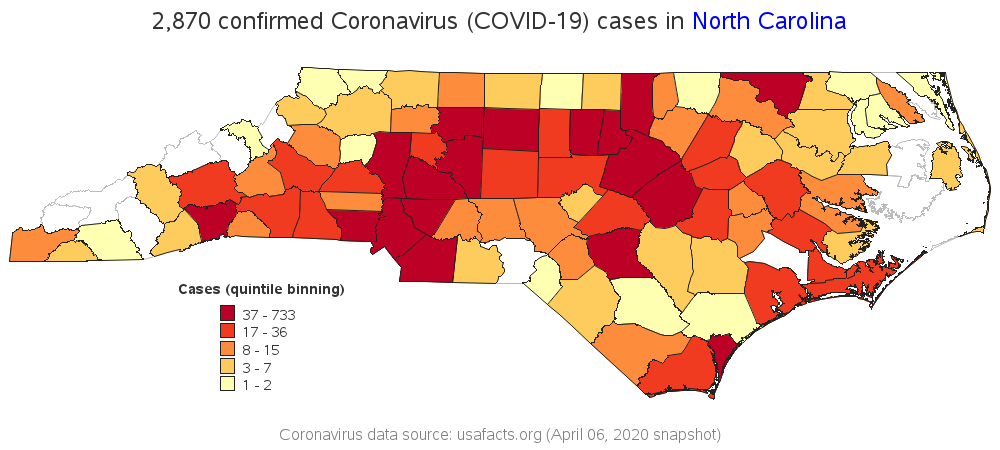 2,870 confirmed Coronavirus (COVID-19) cases in North Carolina
Cases (quintile binning)
37 - 733
17 - 36
8 - 15
3 - 7
1 - 2
Coronavirus data source: usafacts.org (April 06, 2020 snapshot)